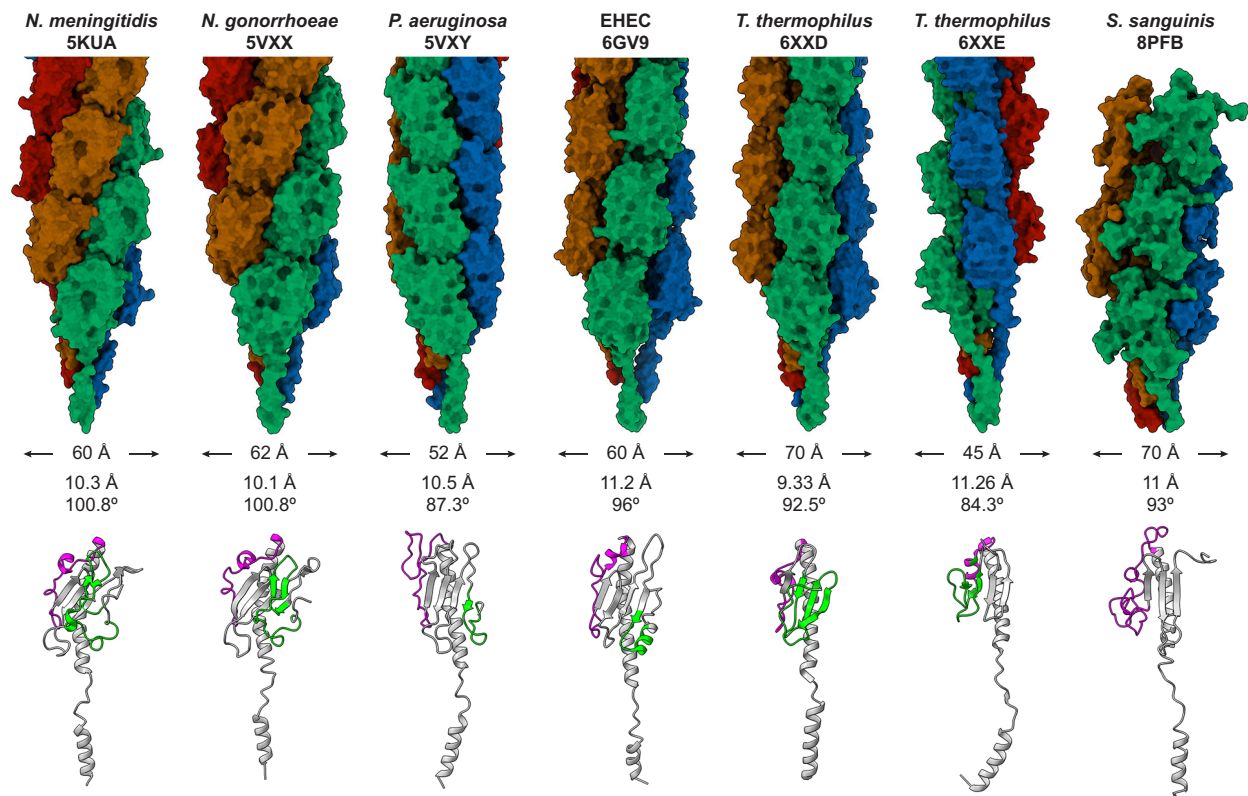 N. meningitidis
5KUA
N. gonorrhoeae
5VXX
P. aeruginosa
5VXY
EHEC
6GV9
T. thermophilus
6XXD
T. thermophilus
6XXE
S. sanguinis
8PFB
60 Å
62 Å
52 Å
60 Å
70 Å
45 Å
70 Å
10.3 Å
100.8º
10.1 Å
100.8º
10.5 Å
87.3º
11.2 Å
96º
9.33 Å
92.5º
11.26 Å
84.3º
11 Å
93º